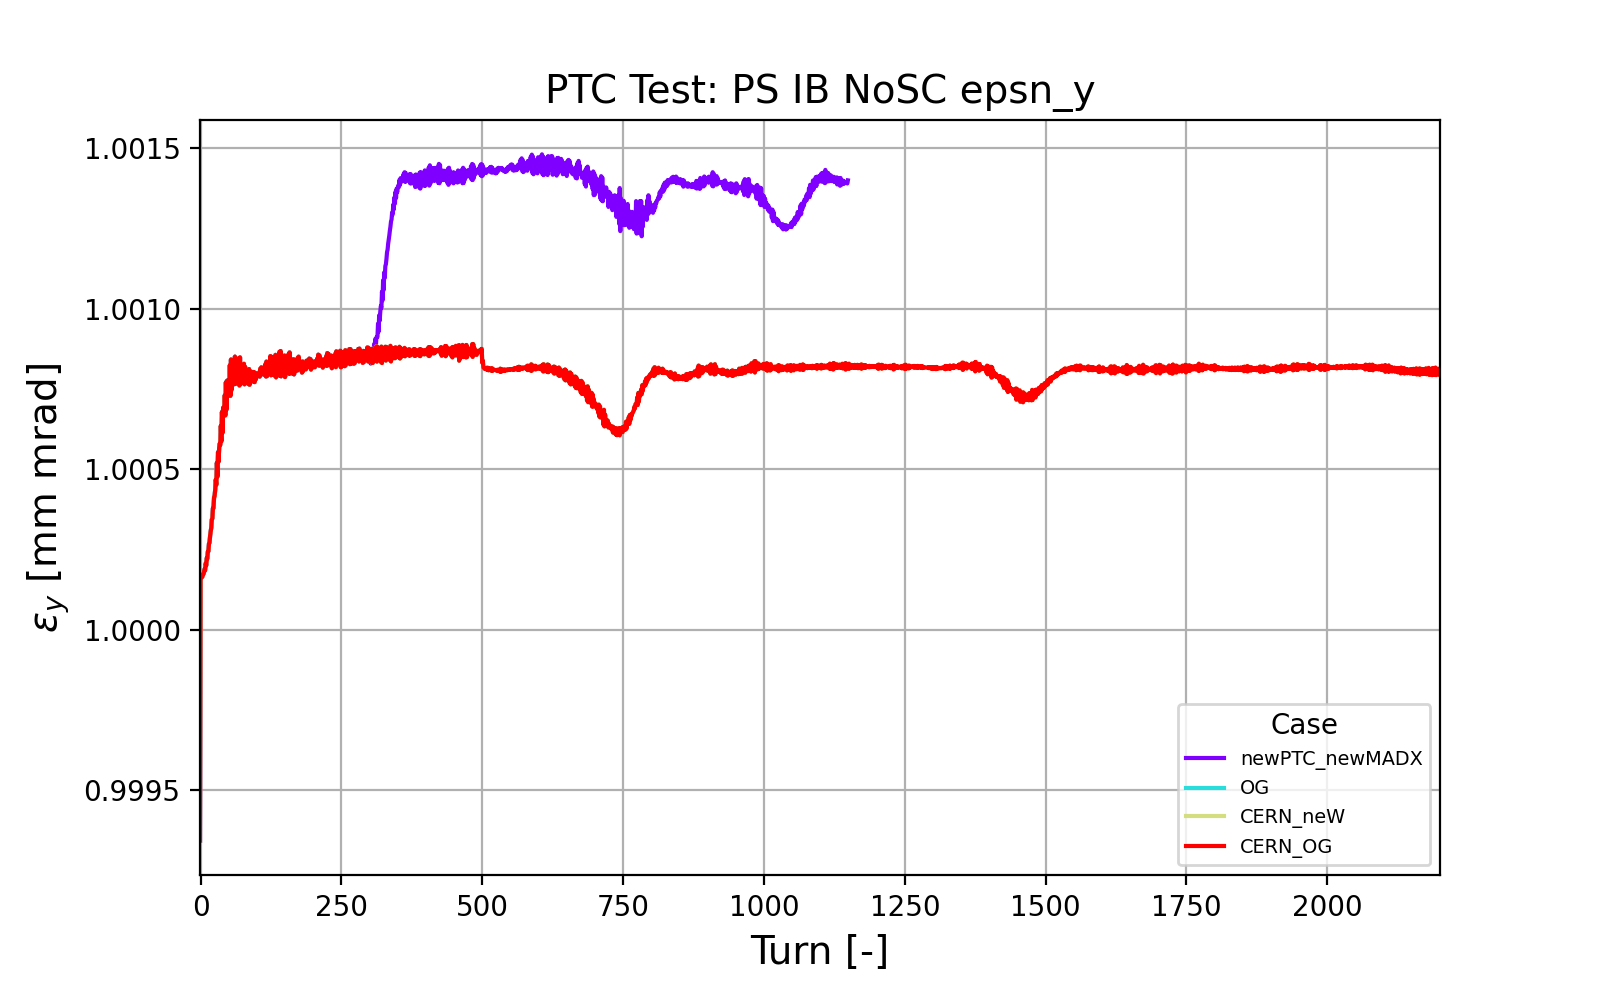 PTC Test: PS IB NoSC epsn_y
1.0015
1.0010
1.0005
1.0000
0.9995
εy [mm mrad]
0 250 500 750 1000 1250 1500 1750 2000
Turn [-]
Case
newPTC_newMADX
OG
CERN_neW
CERN_OG